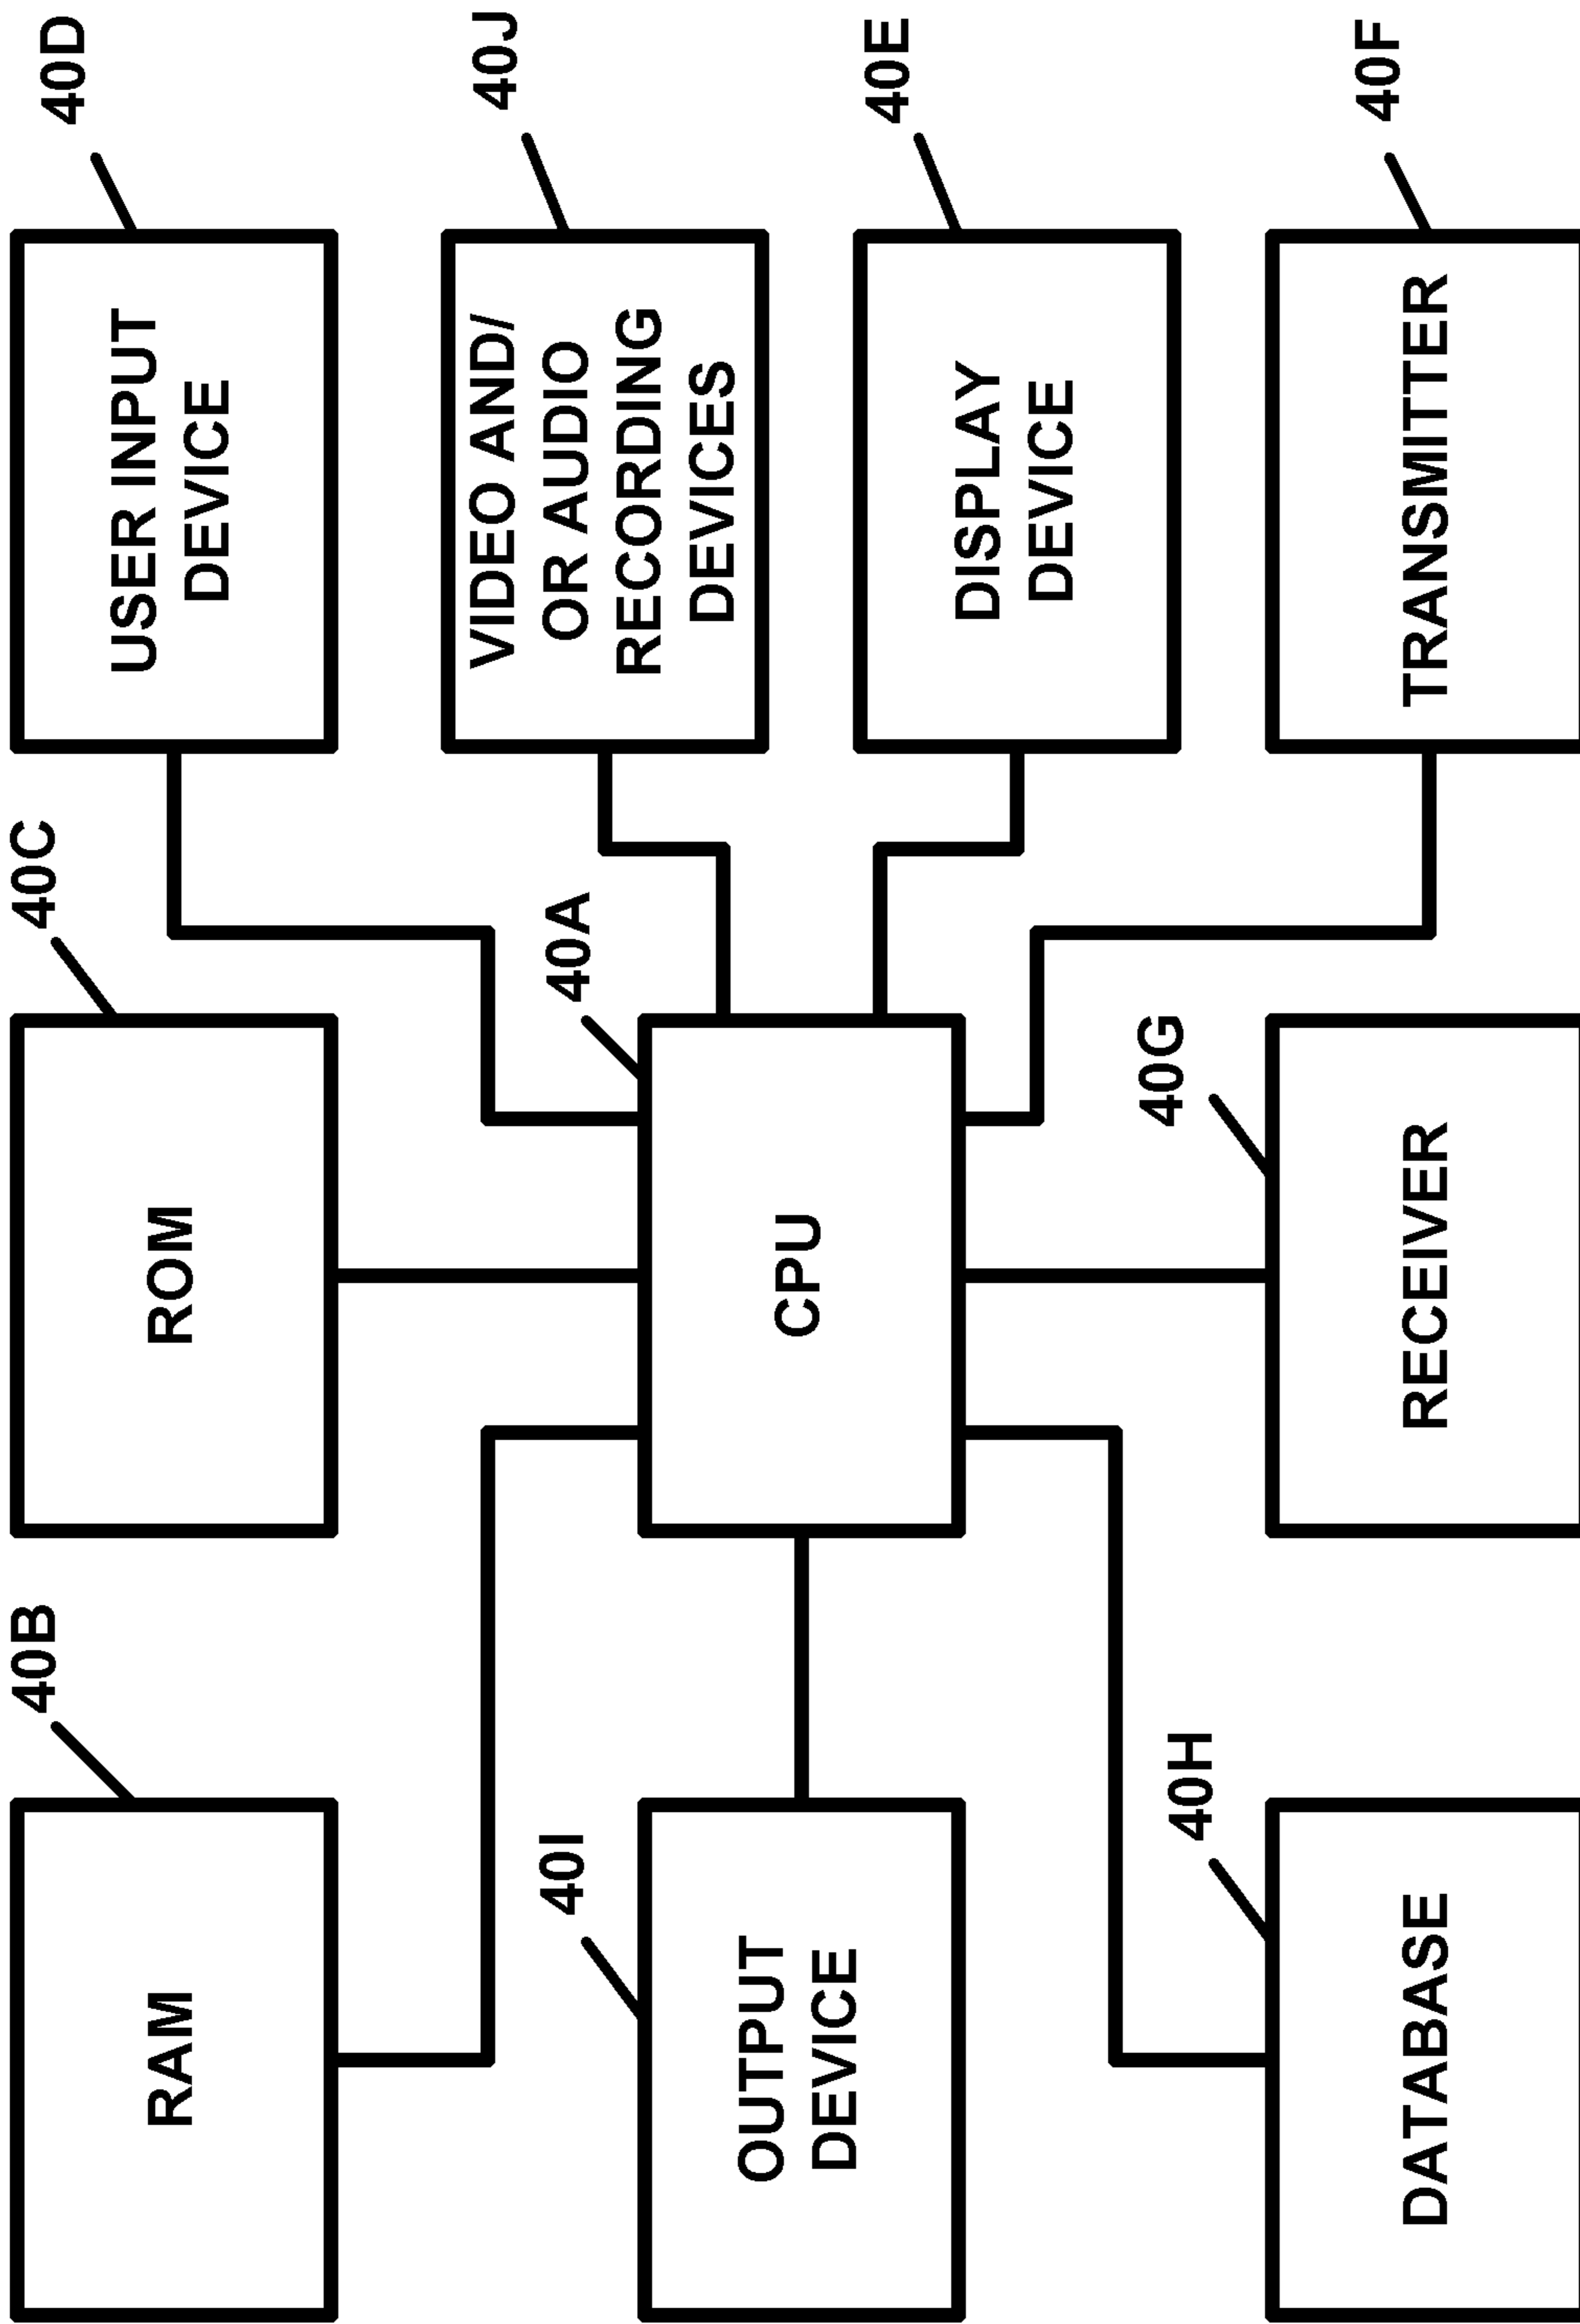 40B
RAM
40C
ROM
40D
USER INPUT
DEVICE
40I
OUTPUT
DEVICE
40A
CPU
40J
VIDEO AND/
OR AUDIO
RECORDING
DEVICES
40E
DISPLAY
DEVICE
40H
DATABASE
40G
RECEIVER
40F
TRANSMITTER